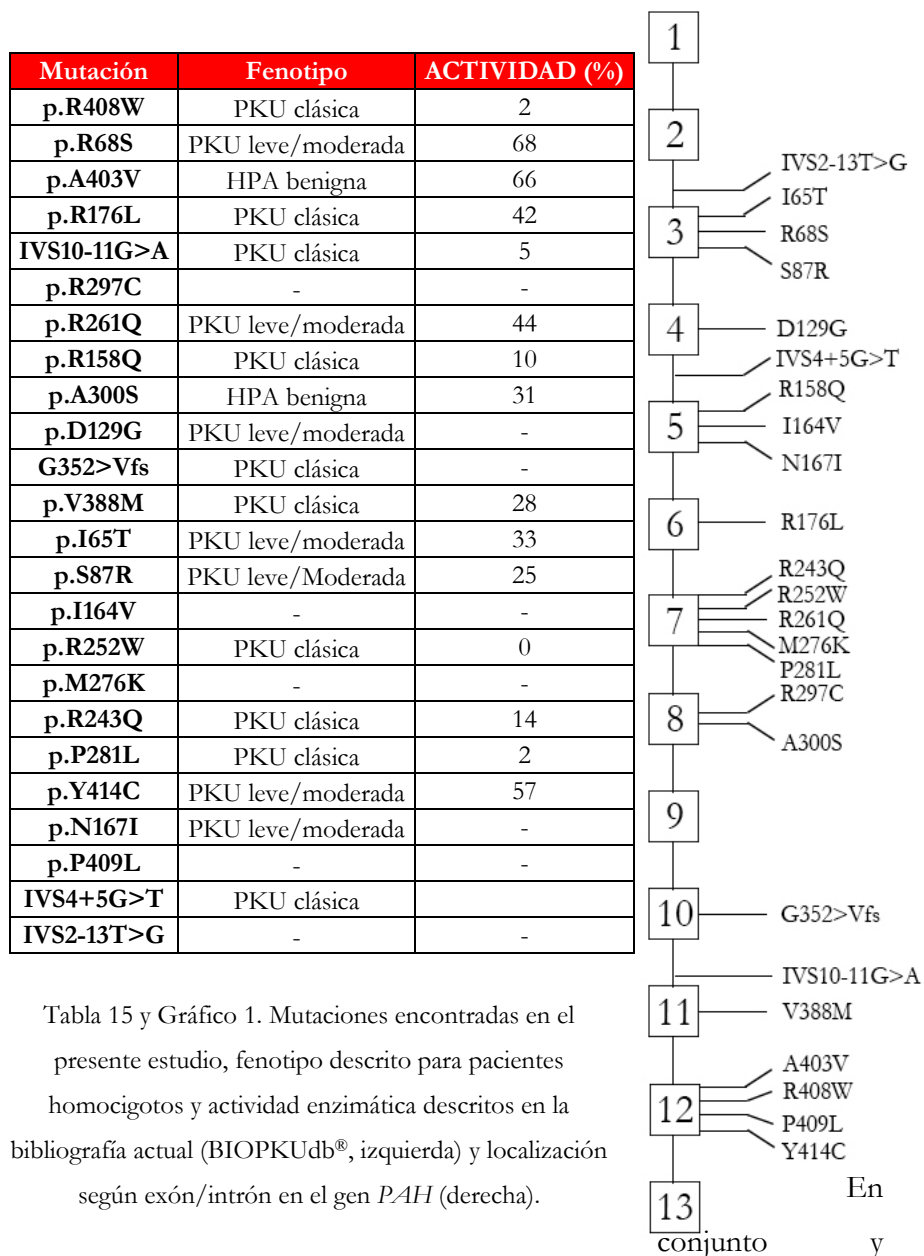 Mutación Fenotipo ACTIVIDAD (%)
p.R408W PKU clásica 2
p.R68S PKU leve/moderada 68
p.A403V HPA benigna 66
p.R176L PKU clásica 42
IVS10-11G>A PKU clásica 5
p.R297C - -
p.R261Q PKU leve/moderada 44
p.R158Q PKU clásica 10
p.A300S HPA benigna 31
p.D129G PKU leve/moderada -
G352>Vfs PKU clásica -
p.V388M PKU clásica 28
p.I65T PKU leve/moderada 33
p.S87R PKU leve/Moderada 25
p.I164V - -
p.R252W PKU clásica 0
p.M276K - -
p.R243Q PKU clásica 14
p.P281L PKU clásica 2
p.Y414C PKU leve/moderada 57
p.N167I PKU leve/moderada -
p.P409L - -
IVS4+5G>T PKU clásica
IVS2-13T>G - -
Tabla 15 y Gráfico 1. Mutaciones encontradas en el
presente estudio, fenotipo descrito para pacientes
homocigotos y actividad enzimática descritos en la
bibliografía actual (BIOPKUdb®, izquierda) y localización
según exón/intrón en el gen PAH (derecha).
1
2
IVS2-13T>G
I65T
3 R68S
S87R
4 D129G
IVS4+5G>T
R158Q
5 I164V
N167I
6 R176L
R243Q
R252W
7 R261Q
M276K
P281L
R297C
8
A300S
9
10 G352>Vfs
IVS10-11G>A
11 V388M
A403V
R408W
12 P409L
Y414C
13
En
conjunto y